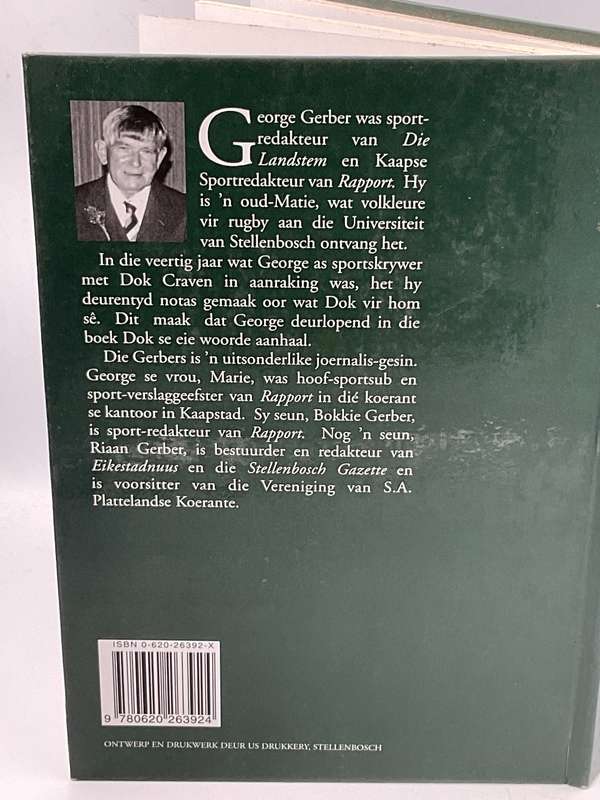 George Gerber was sport-
redakteur van Die
Landstem en Kaapse
Sportredakteur van Rapport. Hy
is 'n oud-Matie, wat volkleure
vir rugby aan die Universiteit
van Stellenbosch ontvang het.
In die veertig jaar wat George as sportskrywer
met Dok Craven in aanraking was, het hy
deurentyd notas gemaak oor wat Dok vir hom
sê. Dit maak dat George deurlopend in die
boek Dok se eie woorde aanhaal.
Die Gerbers is 'n uitsonderlike joernalis-gesin.
George se vrou, Marie, was hoof-sportsub en
sport-verslaggeefster van Rapport in dié koerant
se kantoor in Kaapstad. Sy seun, Bokkie Gerber,
is sport-redakteur van Rapport. Nog 'n seun,
Riaan Gerber, is bestuurder en redakteur van
Eikestadnuus en die Stellenbosch Gazette en
is voorsitter van die Vereniging van S.A.
Plattelandse Koerante.
ISBN 0-620-26392-X
9 780620 263924
ONTWERP EN DRUKWERK DEUR US DRUKKERY, STELLENBOSCH